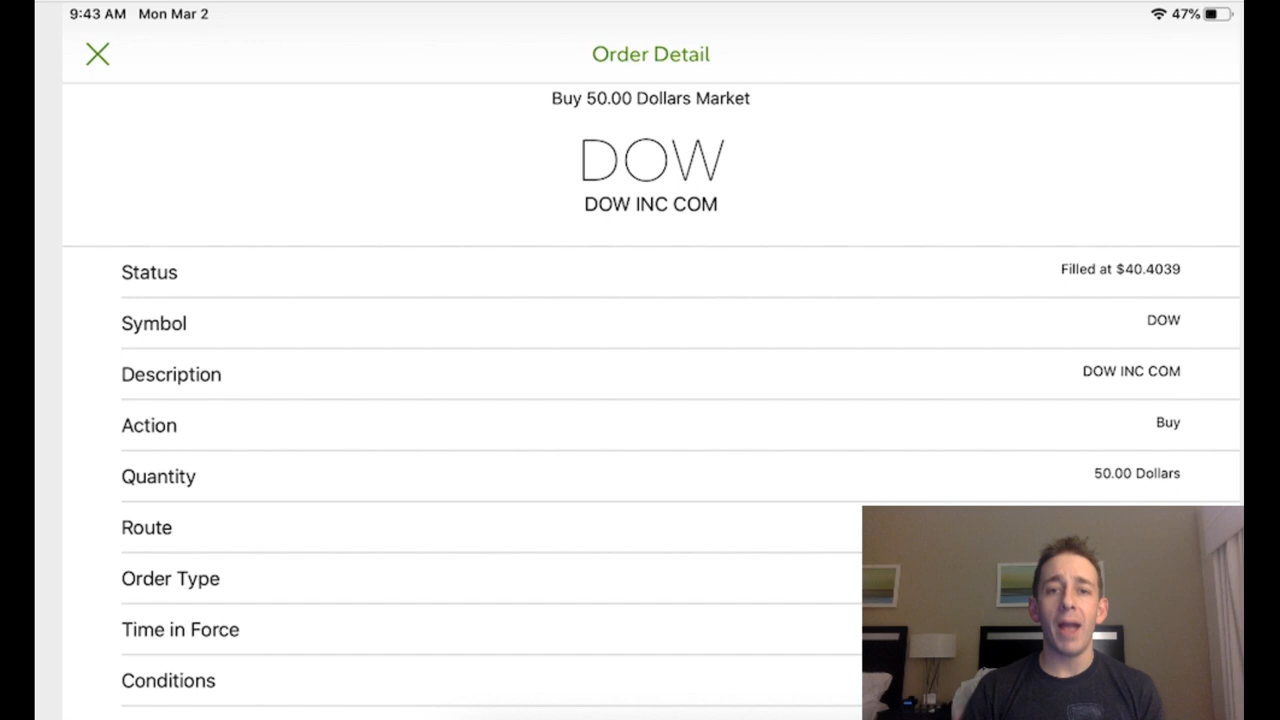 9:43 AM Mon Mar 2 47%
Order Detail
Buy 50.00 Dollars Market
DOW
DOW INC COM
Status Filled at $40.4039
Symbol DOW
Description DOW INC COM
Action Buy
Quantity 50.00 Dollars
Route
Order Type
Time in Force
Conditions